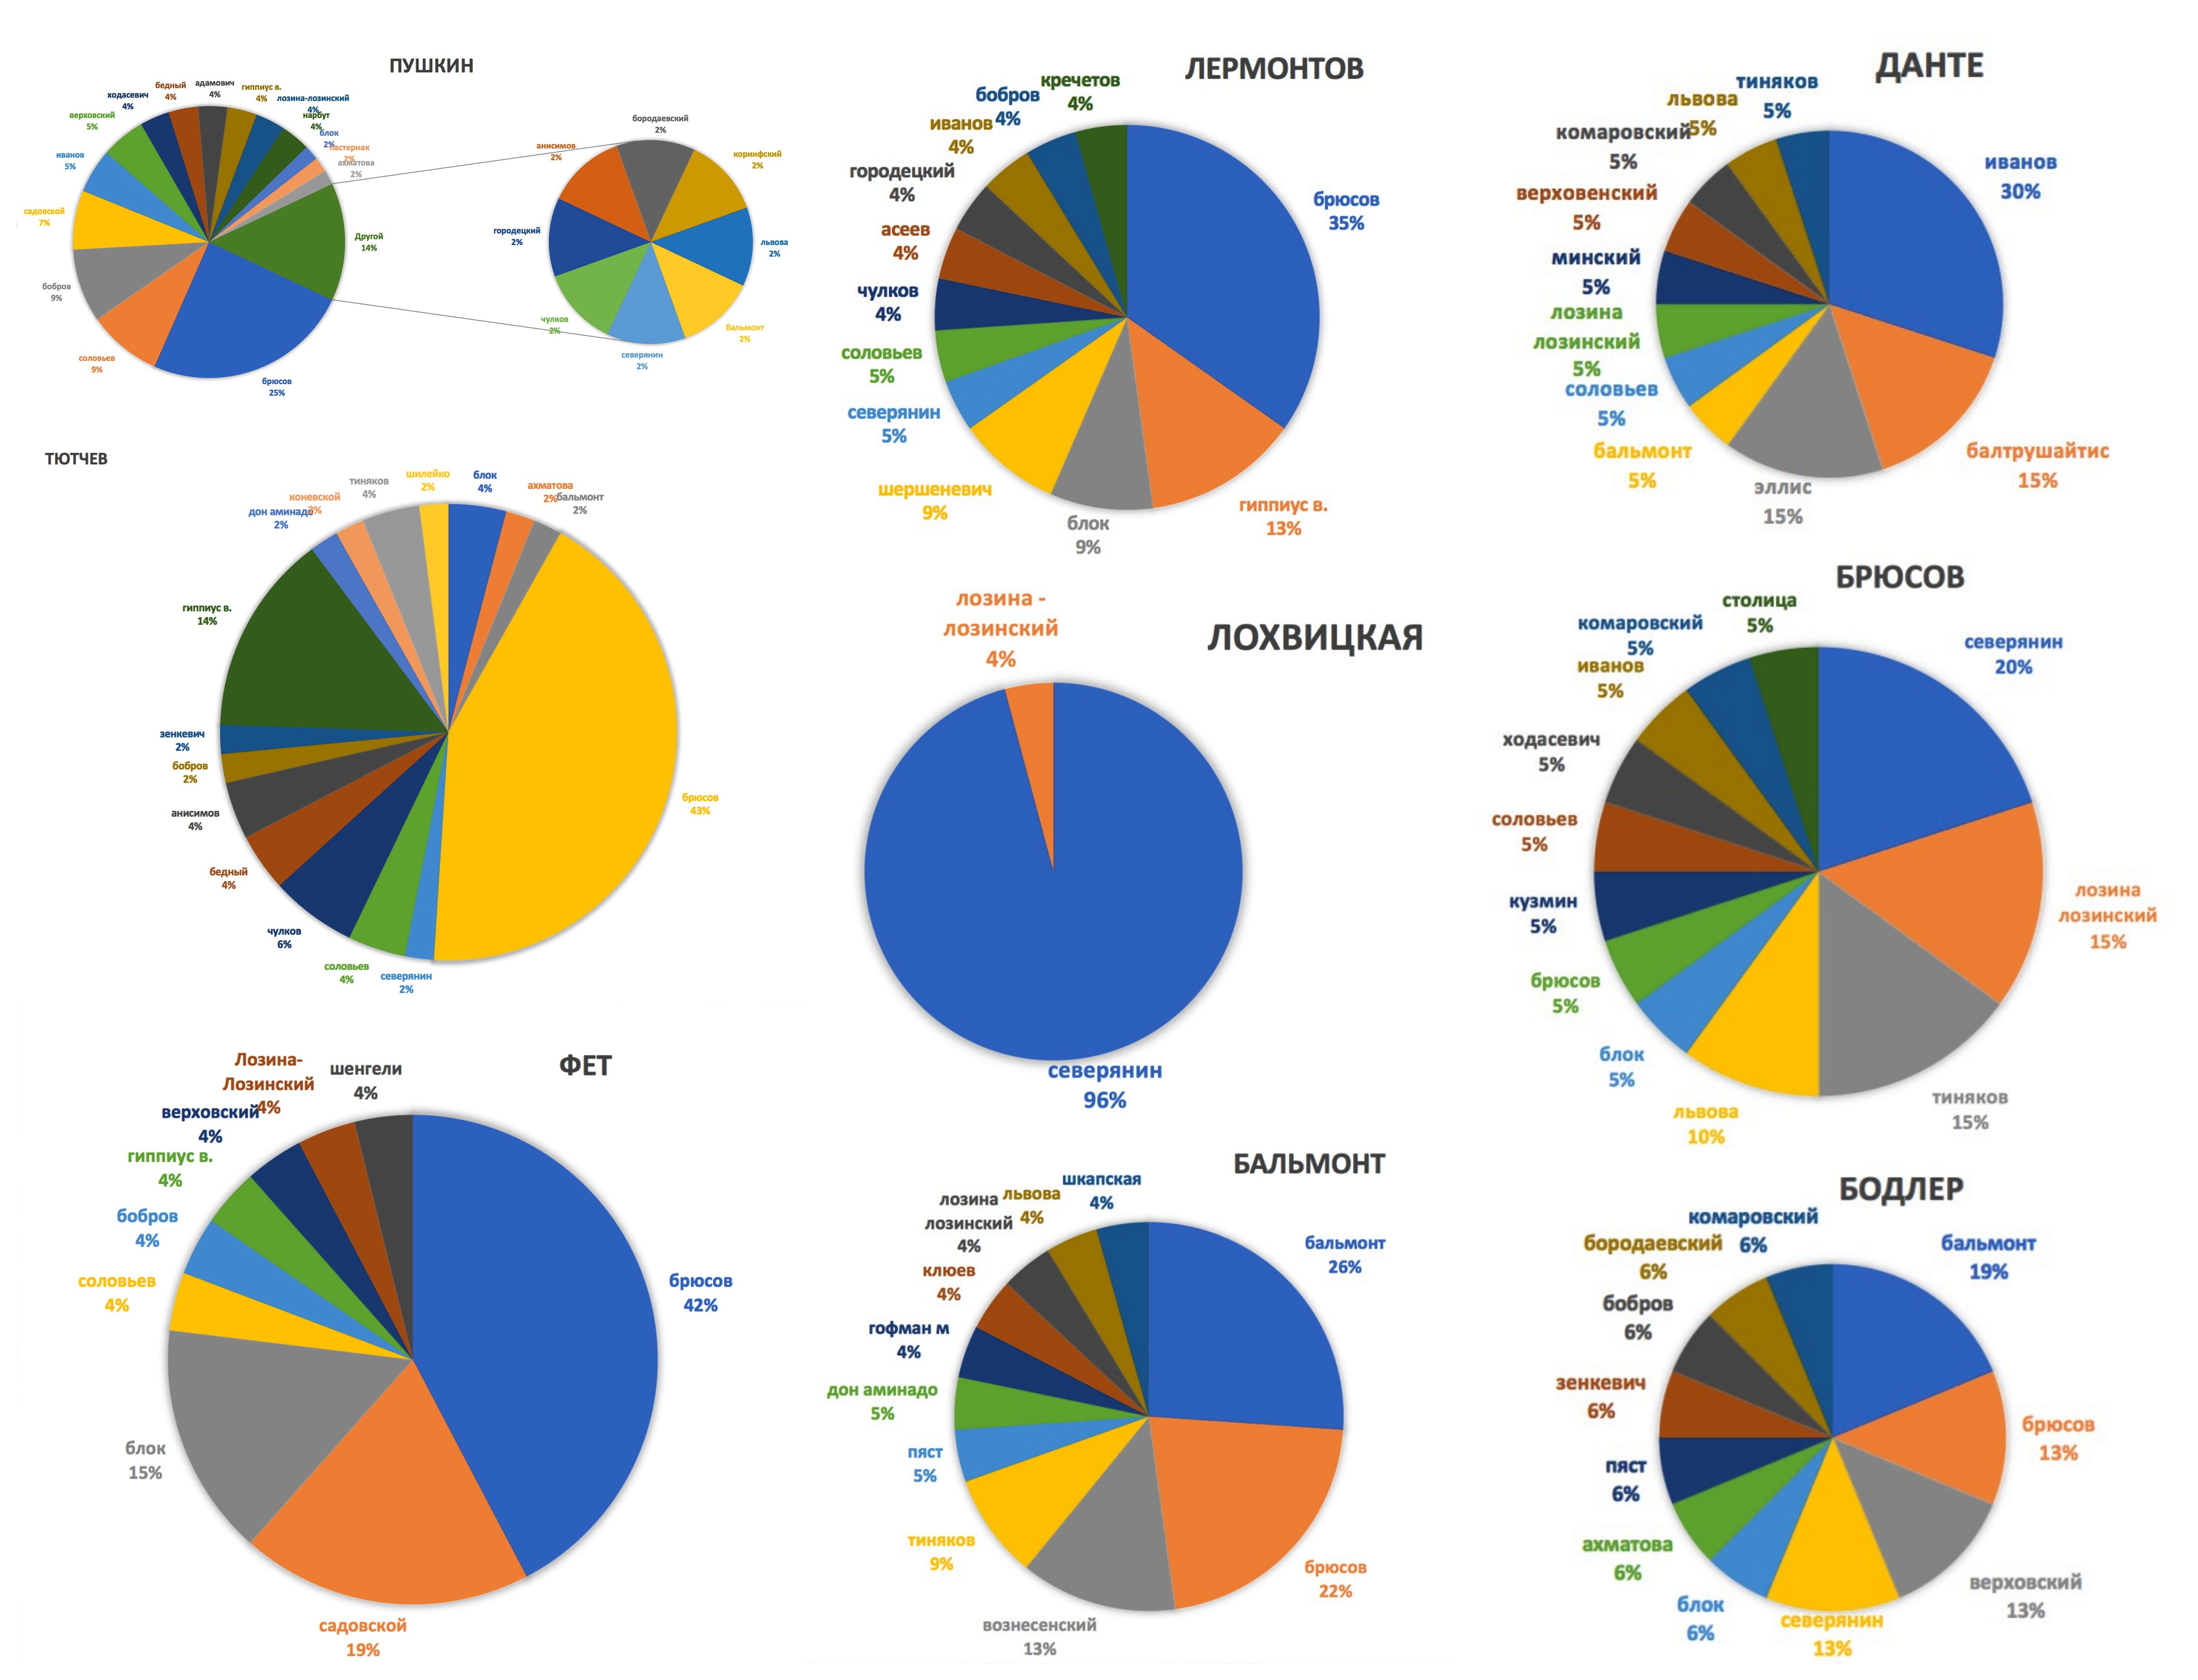 ПУШКИН
адамович
4%
бедный
4%
гиппиус в.
4%
ходасевич
4%
лозина-лозинский
4%
верховский
5%
нарбут
4%
блок
2%
пастернак
2%
ахматова
2%
иванов
5%
садовской
7%
Другой
14%
бобров
9%
соловьев
9%
брюсов
25%
бородаевский
2%
анисимов
2%
коринфский
2%
городецкий
2%
львова
2%
чулков
2%
бальмонт
2%
северянин
2%
ЛЕРМОНТОВ
кречетов
4%
бобров
4%
иванов
4%
городецкий
4%
брюсов
35%
асеев
4%
чулков
4%
соловьев
5%
северянин
5%
шершеневич
9%
блок
9%
гиппиус в.
13%
ДАНТЕ
тиняков
5%
львова
5%
комаровский
5%
иванов
30%
верховенский
5%
минский
5%
лозина
лозинский
5%
соловьев
5%
бальмонт
5%
эллис
15%
балтрушайтис
15%
ТЮТЧЕВ
шилейко
2%
блок
4%
тиняков
4%
ахматова
2%
бальмонт
2%
коневской
2%
дон аминадо
2%
гиппиус в.
14%
зенкевич
2%
бобров
2%
брюсов
43%
анисимов
4%
бедный
4%
чулков
6%
соловьев
4%
северянин
2%
ЛОХВИЦКАЯ
лозина -
лозинский
4%
северянин
96%
БРЮСОВ
столица
5%
комаровский
5%
северянин
20%
иванов
5%
ходасевич
5%
соловьев
5%
лозина
лозинский
15%
кузмин
5%
брюсов
5%
блок
5%
львова
10%
тиняков
15%
ФЕТ
Лозина-
Лозинский
4%
шенгели
4%
верховский
4%
гиппиус в.
4%
бобров
4%
соловьев
4%
брюсов
42%
блок
15%
садовской
19%
БАЛЬМОНТ
шкапская
4%
львова
4%
лозина
лозинский
4%
бальмонт
26%
клюев
4%
гофман м
4%
дон аминадо
5%
пяст
5%
тиняков
9%
вознесенский
13%
брюсов
22%
БОДЛЕР
комаровский
6%
бородаевский
6%
бальмонт
19%
бобров
6%
зенкевич
6%
брюсов
13%
пяст
6%
ахматова
6%
верховский
13%
блок
6%
северянин
13%